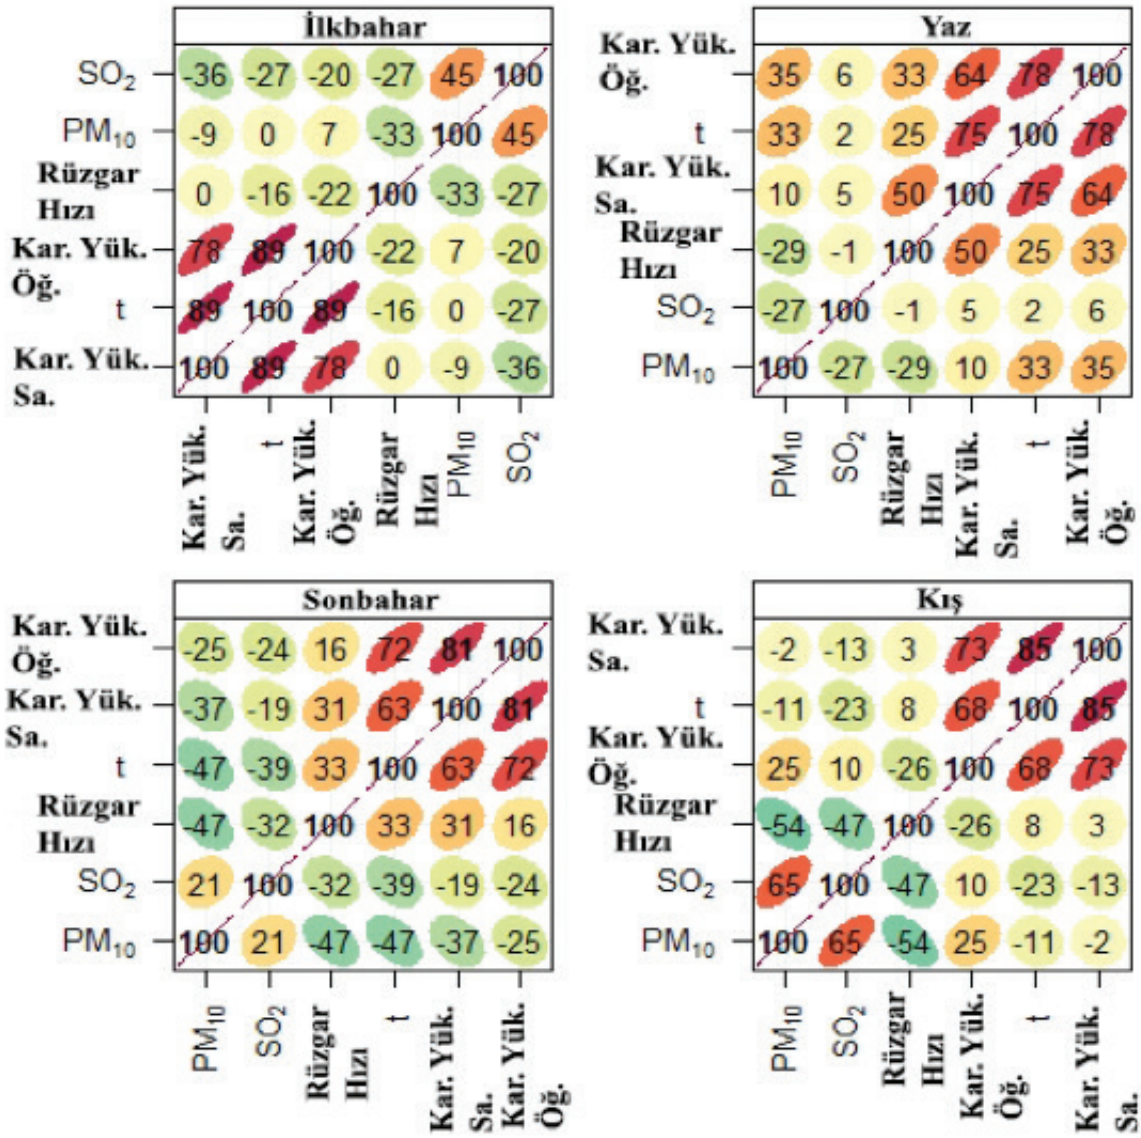 İlkbahar
SO2 -36 -27 -20 -27 45 100
PM10 -9 0 7 -33 100 45
Rüzgar
Hızı
0 -16 -22 100 -33 -27
Kar. Yük.
Öğ.
78 89 100 -22 7 -20
t 89 100 89 -16 0 -27
Kar. Yük.
Sa.
100 89 78 0 -9 -36
Kar. Yük.
Sa.
t
Kar. Yük.
Öğ.
Rüzgar
Hızı
PM10
SO2
Yaz
Kar. Yük.
Öğ.
35 6 33 64 78 100
t 33 2 25 75 100 78
Kar. Yük.
Sa.
10 5 50 100 75 64
Rüzgar
Hızı
-29 -1 100 50 25 33
SO2 -27 100 -1 5 2 6
PM10 100 -27 -29 10 33 35
PM10
SO2
Rüzgar
Hızı
Kar. Yük.
Sa.
t
Kar. Yük.
Öğ.
Sonbahar
Kar. Yük.
Öğ.
-25 -24 16 72 81 100
Kar. Yük.
Sa.
-37 -19 31 63 100 81
t -47 -39 33 100 63 72
Rüzgar
Hızı
-47 -32 100 33 31 16
SO2 21 100 -32 -39 -19 -24
PM10 100 21 -47 -47 -37 -25
PM10
SO2
Rüzgar
Hızı
t
Kar. Yük.
Sa.
Kar. Yük.
Öğ.
Kış
Kar. Yük.
Sa.
-2 -13 3 73 85 100
t -11 -23 8 68 100 85
Kar. Yük.
Öğ.
25 10 -26 100 68 73
Rüzgar
Hızı
-54 -47 100 -26 8 3
SO2 65 100 -47 10 -23 -13
PM10 100 65 -54 25 -11 -2
PM10
SO2
Rüzgar
Hızı
Kar. Yük.
Öğ.
t
Kar. Yük.
Sa.